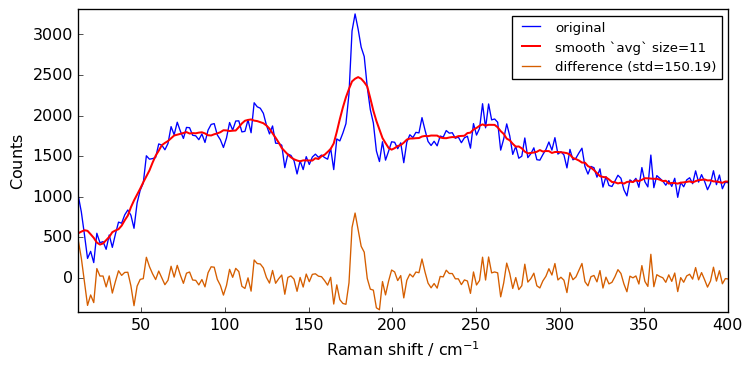 original
smooth `avg` size=11
difference (std=150.19)
Counts
3000
2500
2000
1500
1000
500
0
50 100 150 200 250 300 350 400
Raman shift / cm⁻¹